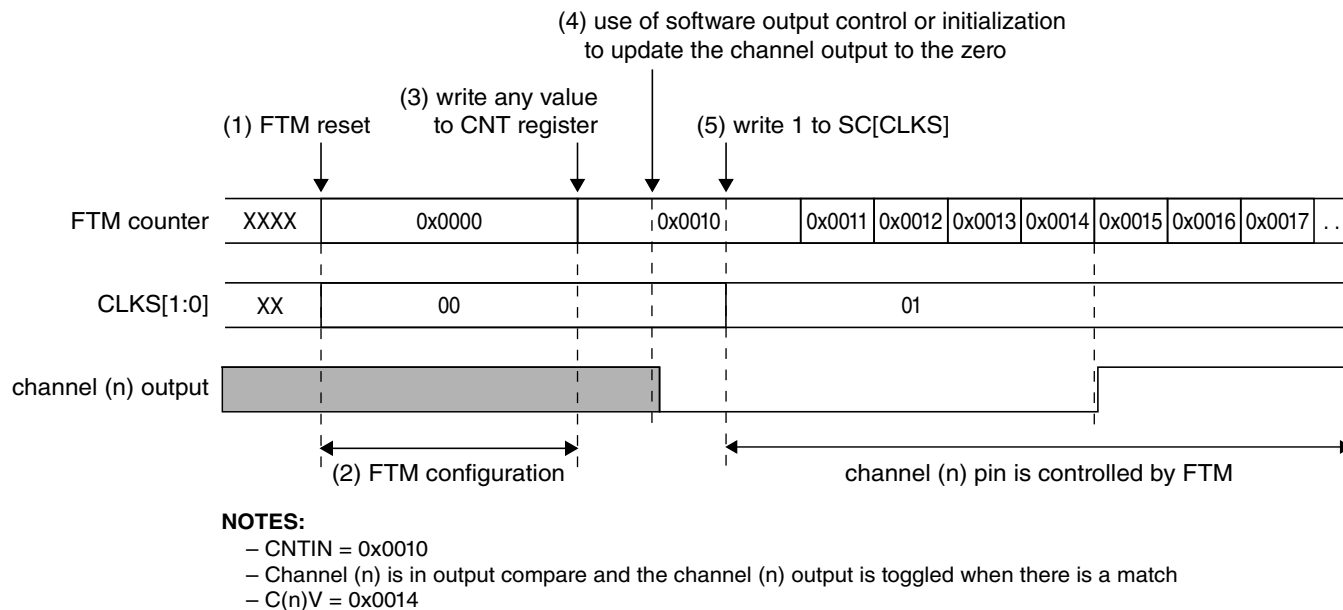 (4) use of software output control or initialization
to update the channel output to the zero
(3) write any value
to CNT register
(1) FTM reset
(5) write 1 to SC[CLKS]
FTM counter XXXX 0x0000 0x0010 0x0011 0x0012 0x0013 0x0014 0x0015 0x0016 0x0017 . .
CLKS[1:0] XX 00 01
channel (n) output
(2) FTM configuration
channel (n) pin is controlled by FTM
NOTES:
– CNTIN = 0x0010
– Channel (n) is in output compare and the channel (n) output is toggled when there is a match
– C(n)V = 0x0014